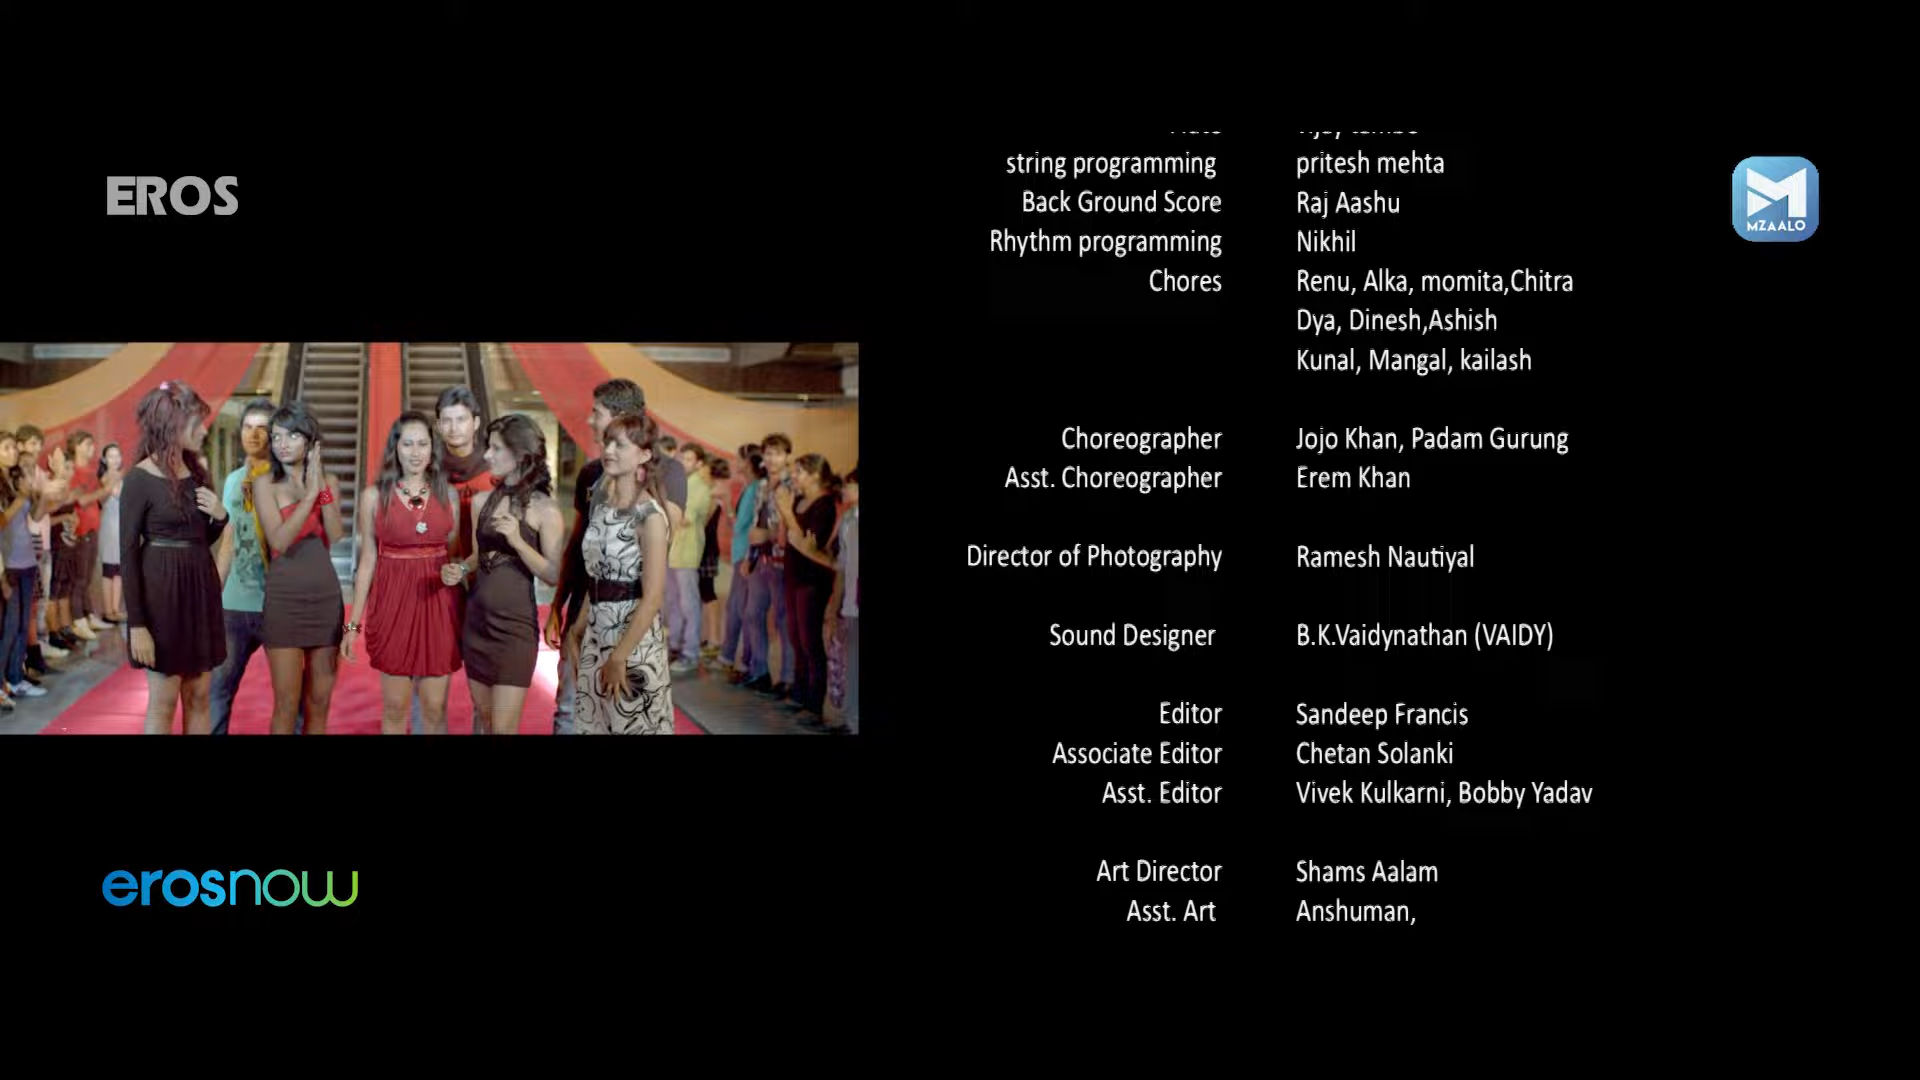 EROS
MZAALO
string programming pritesh mehta
Back Ground Score Raj Aashu
Rhythm programming Nikhil
Chores Renu, Alka, momita,Chitra
Dya, Dinesh,Ashish
Kunal, Mangal, kailash
Choreographer Jojo Khan, Padam Gurung
Asst. Choreographer Erem Khan
Director of Photography Ramesh Nautiyal
Sound Designer B.K.Vaidynathan (VAIDY)
Editor Sandeep Francis
Associate Editor Chetan Solanki
Asst. Editor Vivek Kulkarni, Bobby Yadav
Art Director Shams Aalam
Asst. Art Anshuman,
erosnow